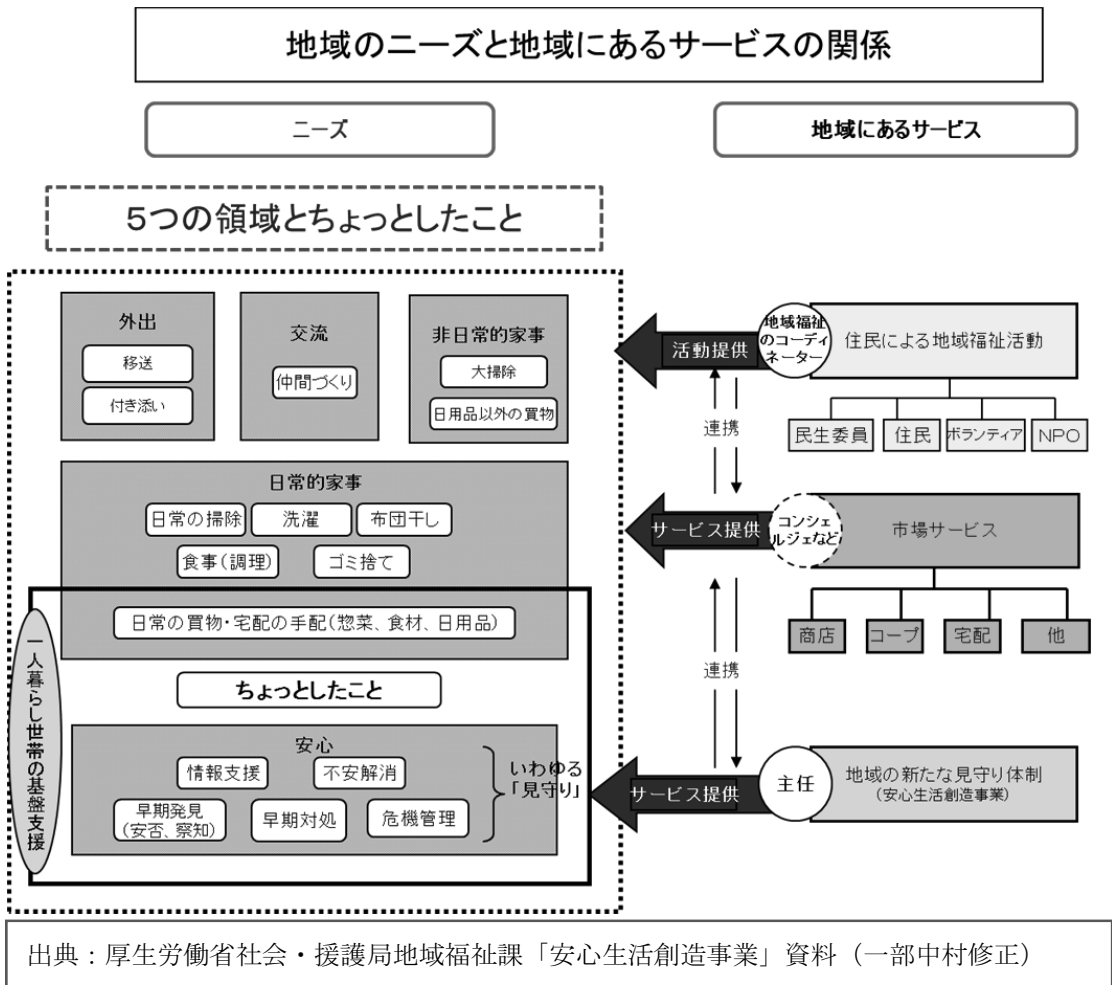 地域のニーズと地域にあるサービスの関係
ニーズ
地域にあるサービス
5つの領域とちょっとしたこと
外出
移送
付き添い
交流
仲間づくり
非日常的家事
大掃除
日用品以外の買物
日常的家事
日常の掃除
洗濯
布団干し
食事(調理)
ゴミ捨て
日常の買物・宅配の手配(惣菜、食材、日用品)
ちょっとしたこと
安心
情報支援
不安解消
早期発見
(安否、察知)
早期対処
危機管理
いわゆる
「見守り」
一人暮らし世帯の基盤支援
活動提供
地域福祉
のコーディ
ネーター
住民による地域福祉活動
民生委員
住民
ボランティア
NPO
連携
サービス提供
コンシェ
ルジェなど
市場サービス
商店
コープ
宅配
他
連携
サービス提供
主任
地域の新たな見守り体制
(安心生活創造事業)
出典：厚生労働省社会・援護局地域福祉課「安心生活創造事業」資料（一部中村修正）